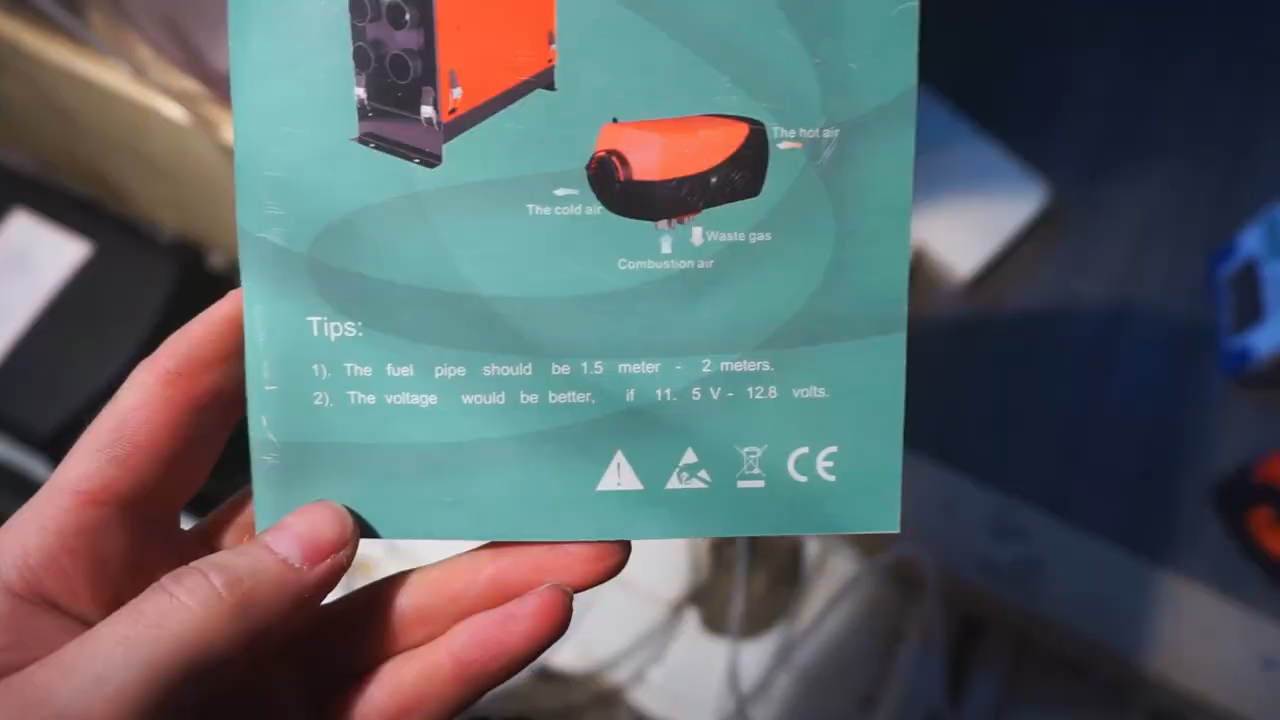 The hot air
The cold air
Waste gas
Combustion air
Tips:
1). The fuel pipe should be 1.5 meter - 2 meters.
2). The voltage would be better, if 11. 5 V - 12.8 volts.
CE